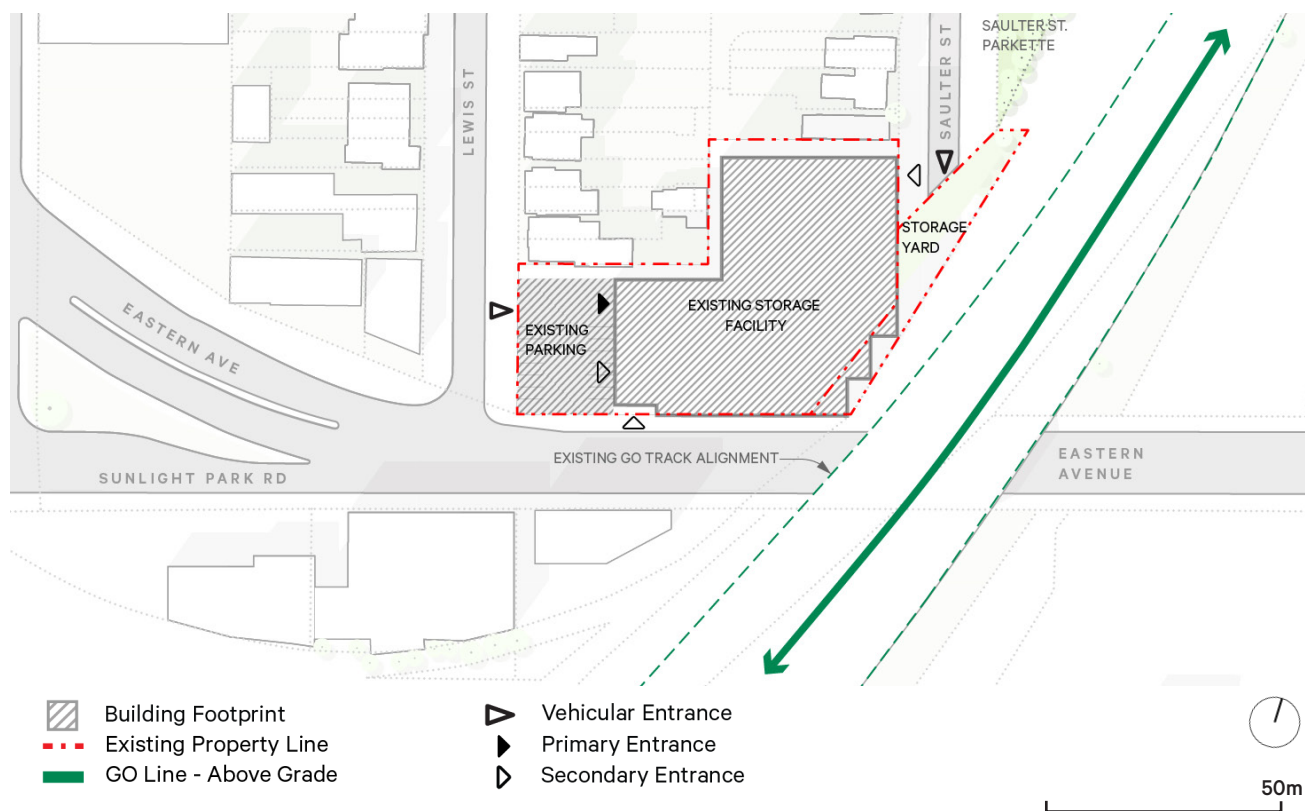 SAULTER ST.
PARKETTE
LEWIS ST
SAULTER ST
STORAGE
YARD
EXISTING STORAGE
FACILITY
EXISTING
PARKING
EASTERN AVE
EXISTING GO TRACK ALIGNMENT
EASTERN
AVENUE
SUNLIGHT PARK RD
Building Footprint
Existing Property Line
GO Line - Above Grade
Vehicular Entrance
Primary Entrance
Secondary Entrance
50m